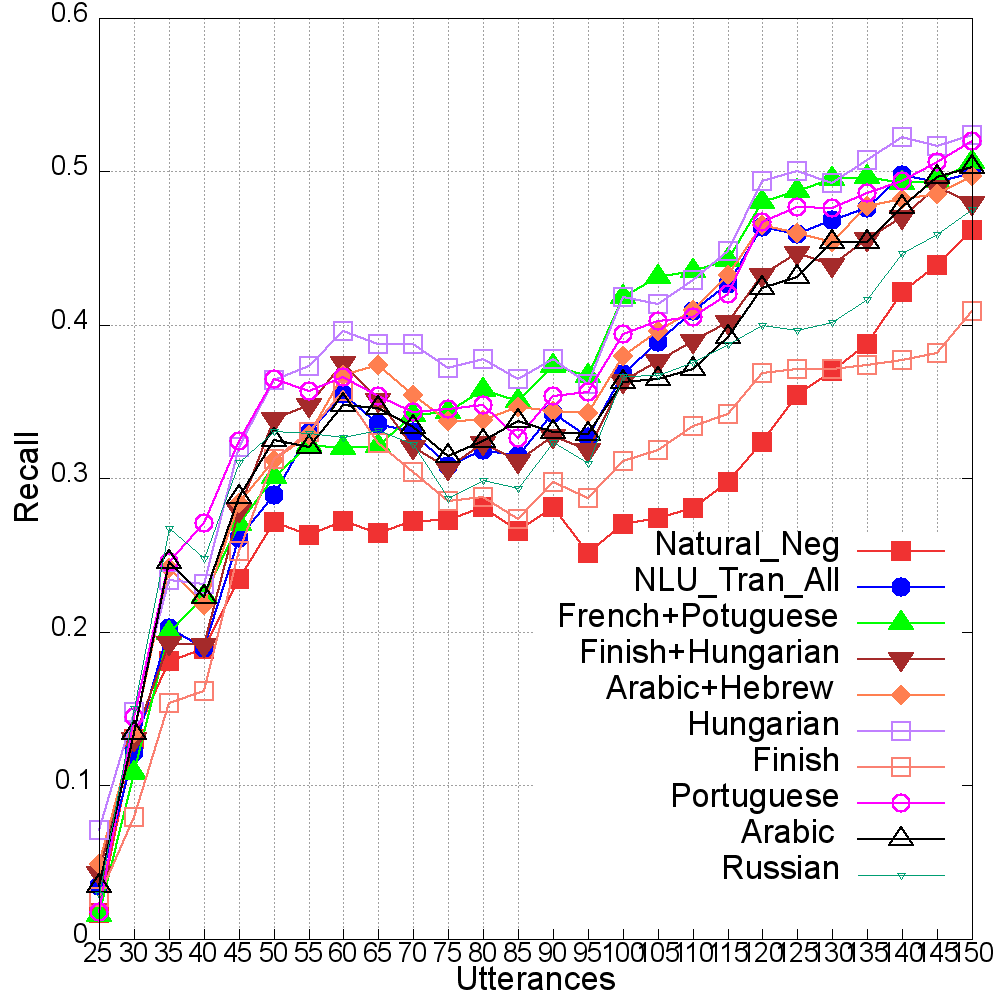 0.6
0.5
0.4
0.3
0.2
0.1
0
Recall
Natural_Neg
NLU_Tran_All
French+Potuguese
Finish+Hungarian
Arabic+Hebrew
Hungarian
Finish
Portuguese
Arabic
Russian
25 30 35 40 45 50 55 60 65 70 75 80 85 90 95 100 105 110 115 120 125 130 135 140 145 150
Utterances